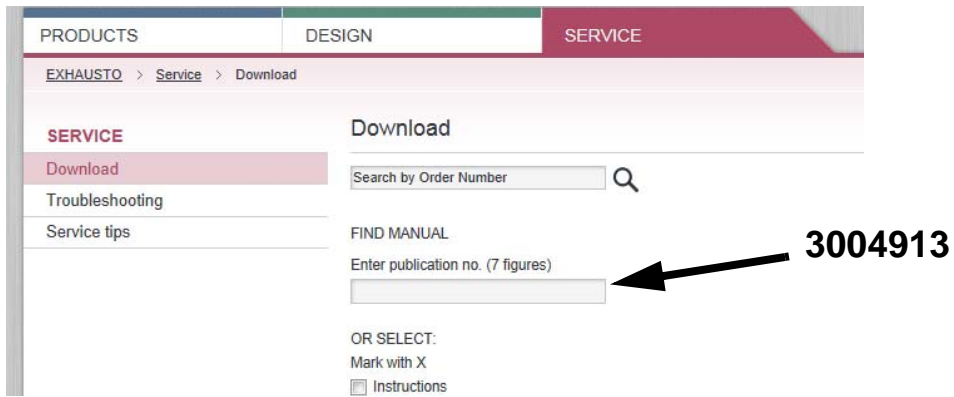 PRODUCTS DESIGN SERVICE
EXHAUSTO > Service > Download
SERVICE
Download
Troubleshooting
Service tips
Download
Search by Order Number
FIND MANUAL
Enter publication no. (7 figures)
3004913
OR SELECT:
Mark with X
Instructions